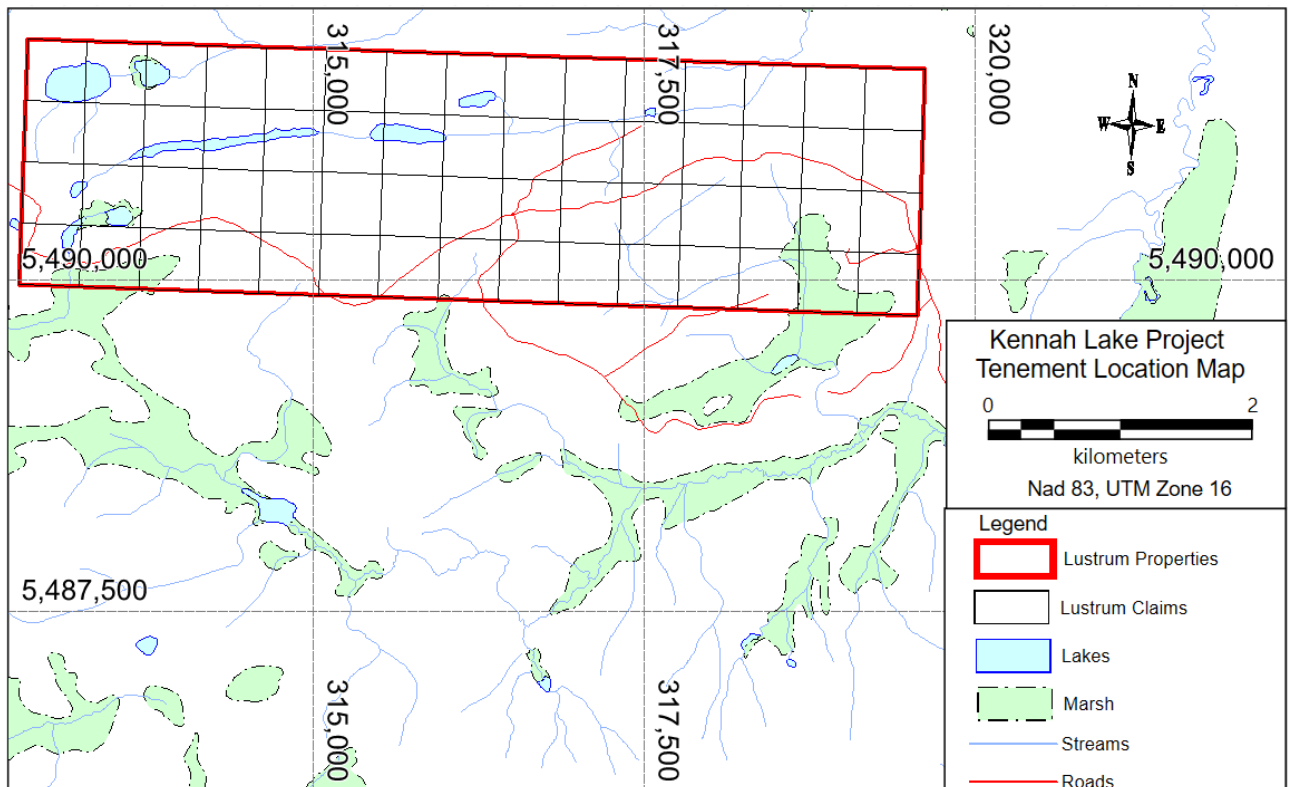 315,000
317,500
320,000
N
W
E
S
5,490,000
5,490,000
Kennah Lake Project
Tenement Location Map
0
2
kilometers
Nad 83, UTM Zone 16
Legend
Lustrum Properties
Lustrum Claims
Lakes
Marsh
Streams
Roads
5,487,500
315,000
317,500